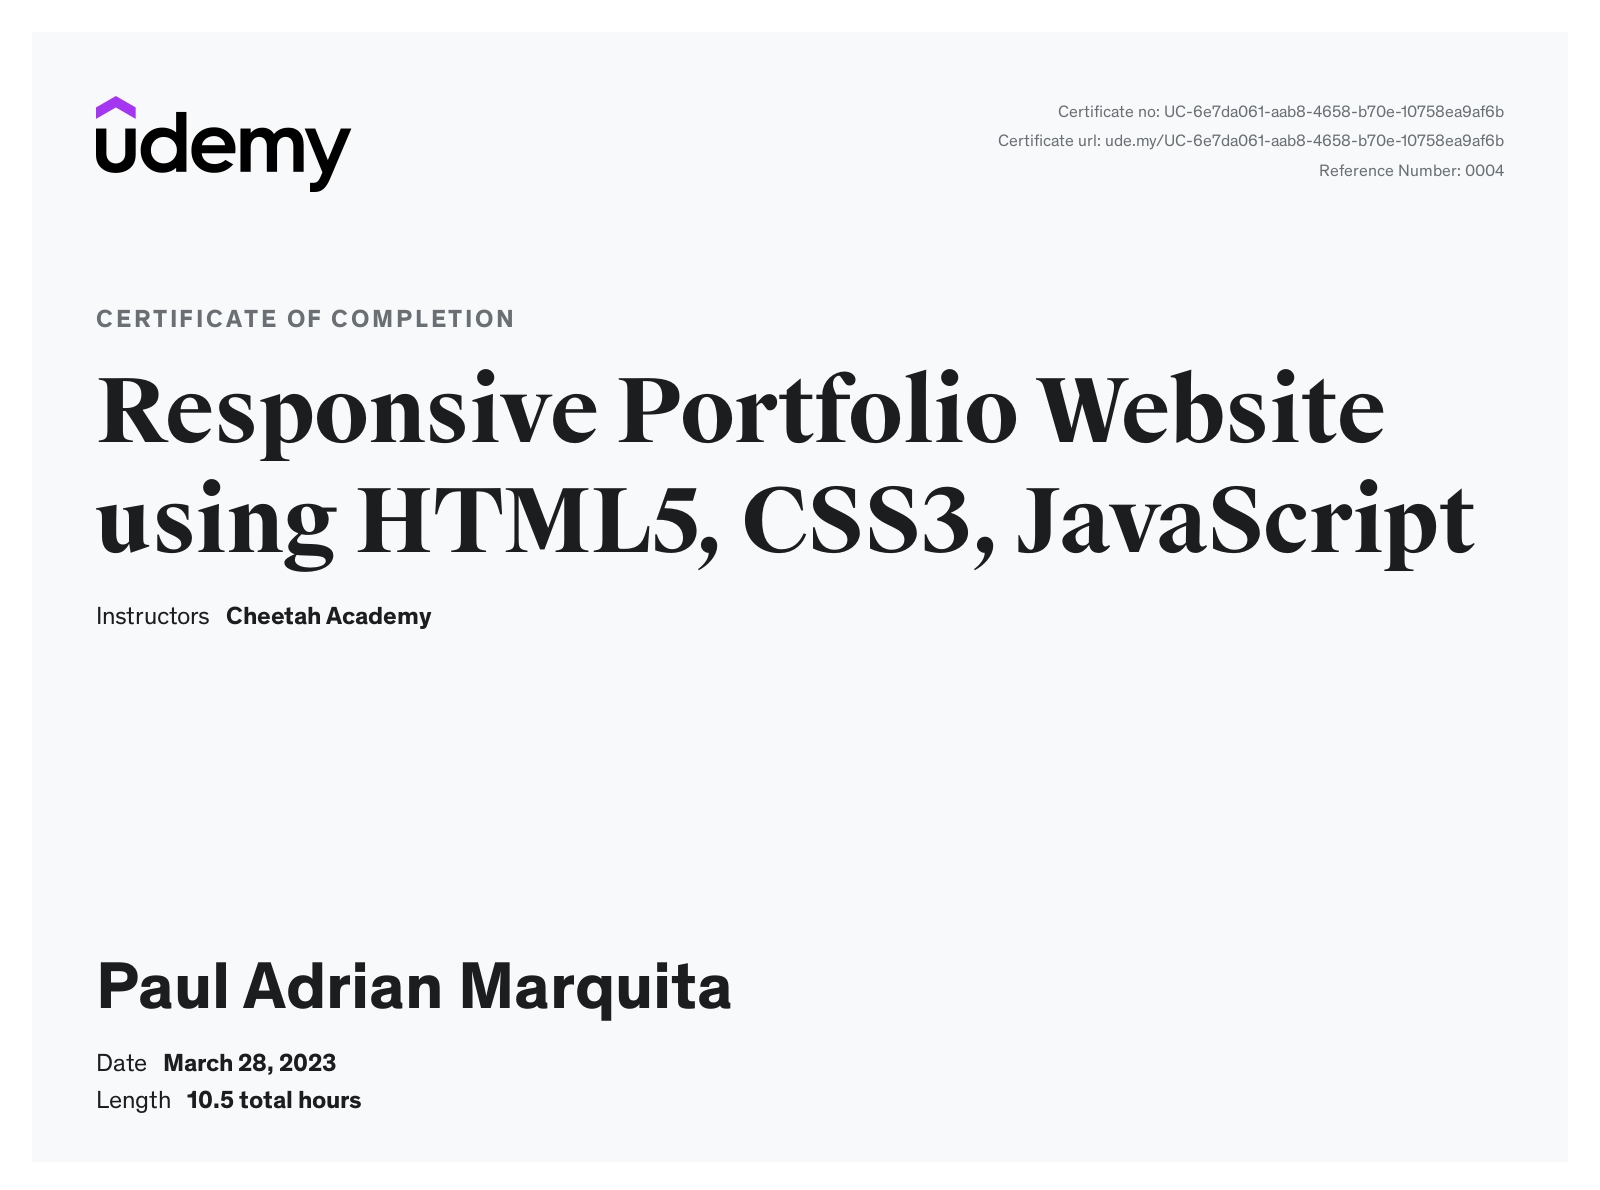 udemy
Certificate no: UC-6e7da061-aab8-4658-b70e-10758ea9af6b
Certificate url: ude.my/UC-6e7da061-aab8-4658-b70e-10758ea9af6b
Reference Number: 0004
CERTIFICATE OF COMPLETION
Responsive Portfolio Website
using HTML5, CSS3, JavaScript
Instructors Cheetah Academy
Paul Adrian Marquita
Date March 28, 2023
Length 10.5 total hours